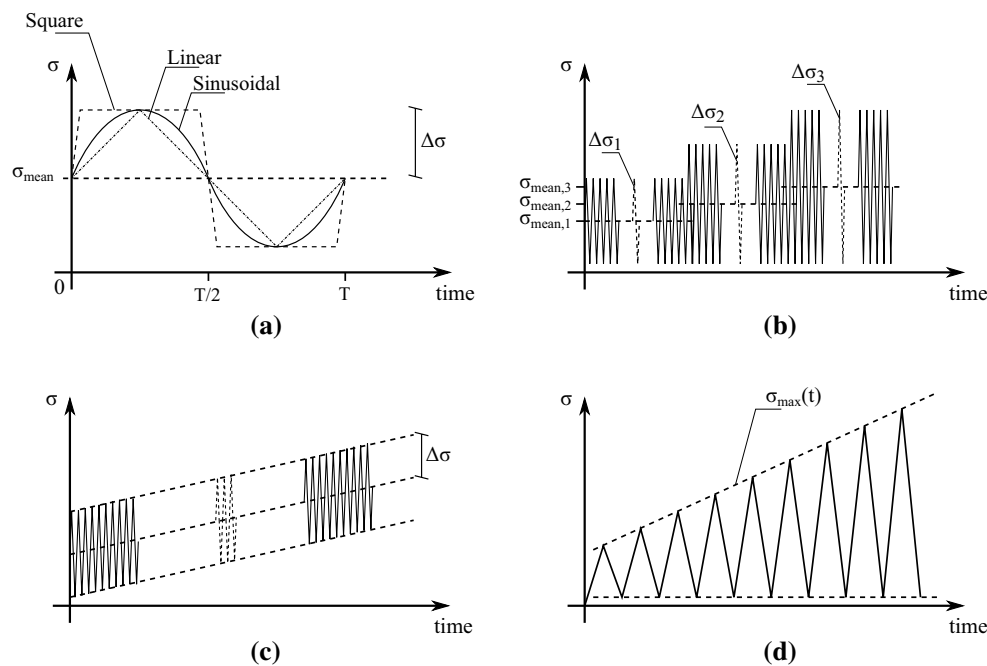 Square
σ
Linear
Sinusoidal
Δσ
σmean
0
T/2
T
time
(a)
σ
Δσ1
Δσ2
Δσ3
σmean,3
σmean,2
σmean,1
time
(b)
σ
Δσ
time
(c)
σ
σmax(t)
time
(d)